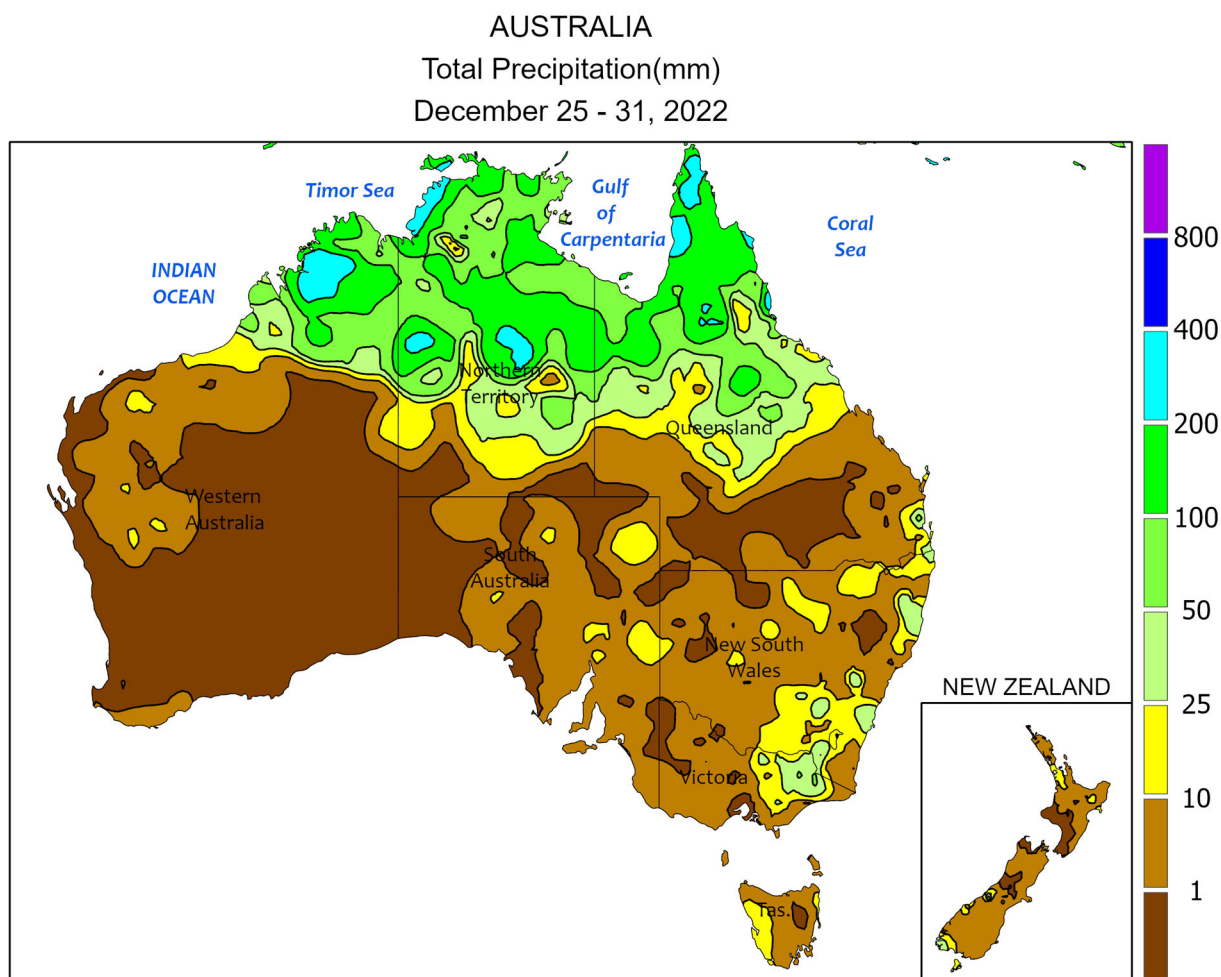 AUSTRALIA
Total Precipitation(mm)
December 25 - 31, 2022
Timor Sea
Gulf
of
Carpentaria
Coral
Sea
INDIAN
OCEAN
Northern
Territory
Queensland
Western
Australia
South
Australia
New South
Wales
Victoria
Tas.
NEW ZEALAND
800
400
200
100
50
25
10
1